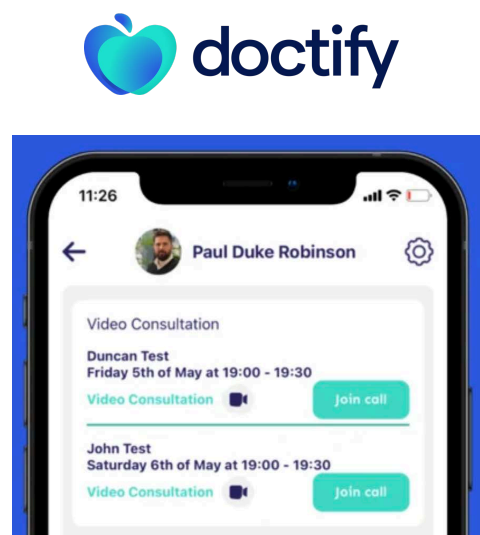 doctify
11:26
Paul Duke Robinson
Video Consultation
Duncan Test
Friday 5th of May at 19:00 - 19:30
Video Consultation
Join call
John Test
Saturday 6th of May at 19:00 - 19:30
Video Consultation
Join call